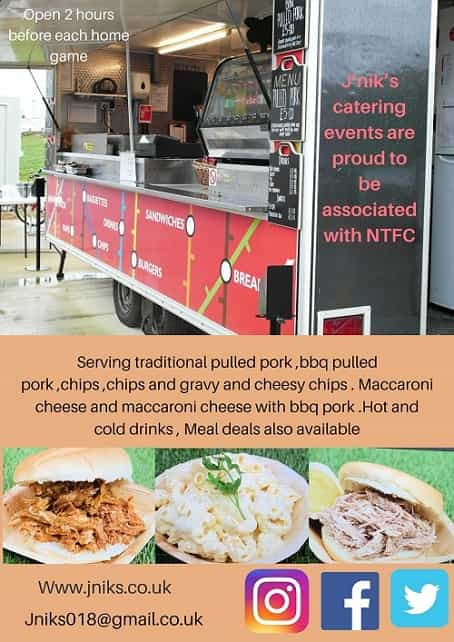 Open 2 hours
before each home
game
J'nik's
catering
events are
proud to
be
associated
with NTFC
MENU
PULLED PORK
BAGUETTES
DRINKS
CHIPS
SANDWICHES
BURGERS
BREA
Serving traditional pulled pork ,bbq pulled
pork ,chips ,chips and gravy and cheesy chips . Maccaroni
cheese and maccaroni cheese with bbq pork .Hot and
cold drinks , Meal deals also available
Www.jniks.co.uk
Jniks018@gmail.co.uk